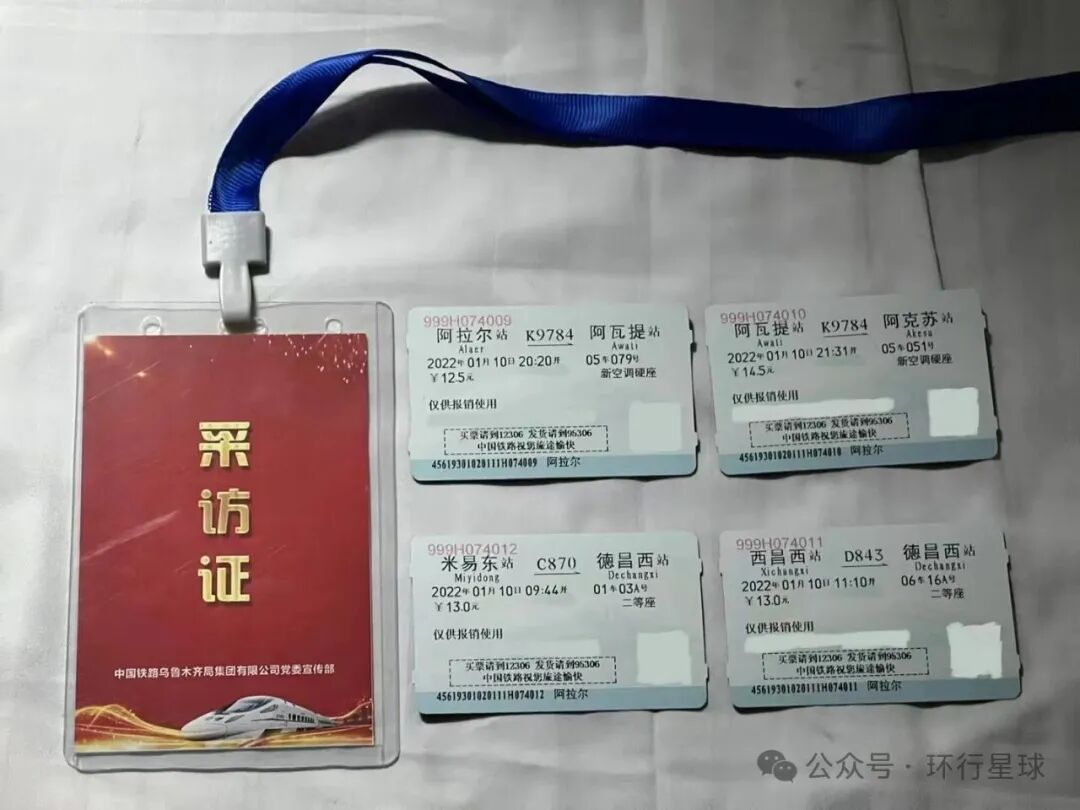 采
访
证
中国铁路乌鲁木齐局集团有限公司党委宣传部
999H074009
阿拉尔站 K9784 阿瓦提站
Alaer Awati
2022年01月10日20:20开 05车079号
￥12.5元 新空调硬座
仅供报销使用
买票请到12306 发货请到95306
中国铁路祝您旅途愉快
45619301020111H074009 阿拉尔
999H074010
阿瓦提站 K9784 阿克苏站
Awati Akesu
2022年01月10日21:31开 05车051号
￥14.5元 新空调硬座
仅供报销使用
买票请到12306 发货请到95306
中国铁路祝您旅途愉快
45619301020111H074010 阿拉尔
999H074012
米易东站 C870 德昌西站
Miyidong Dechangxi
2022年01月10日09:44开 01车03A号
￥13.0元 二等座
仅供报销使用
买票请到12306 发货请到95306
中国铁路祝您旅途愉快
45619301020111H074012 阿拉尔
999H074011
西昌西站 D843 德昌西站
Xichangxi Dechangxi
2022年01月10日11:10开 06车16A号
￥13.0元 二等座
仅供报销使用
买票请到12306 发货请到95306
中国铁路祝您旅途愉快
45619301020111H074011 阿拉尔
公众号·环行星球